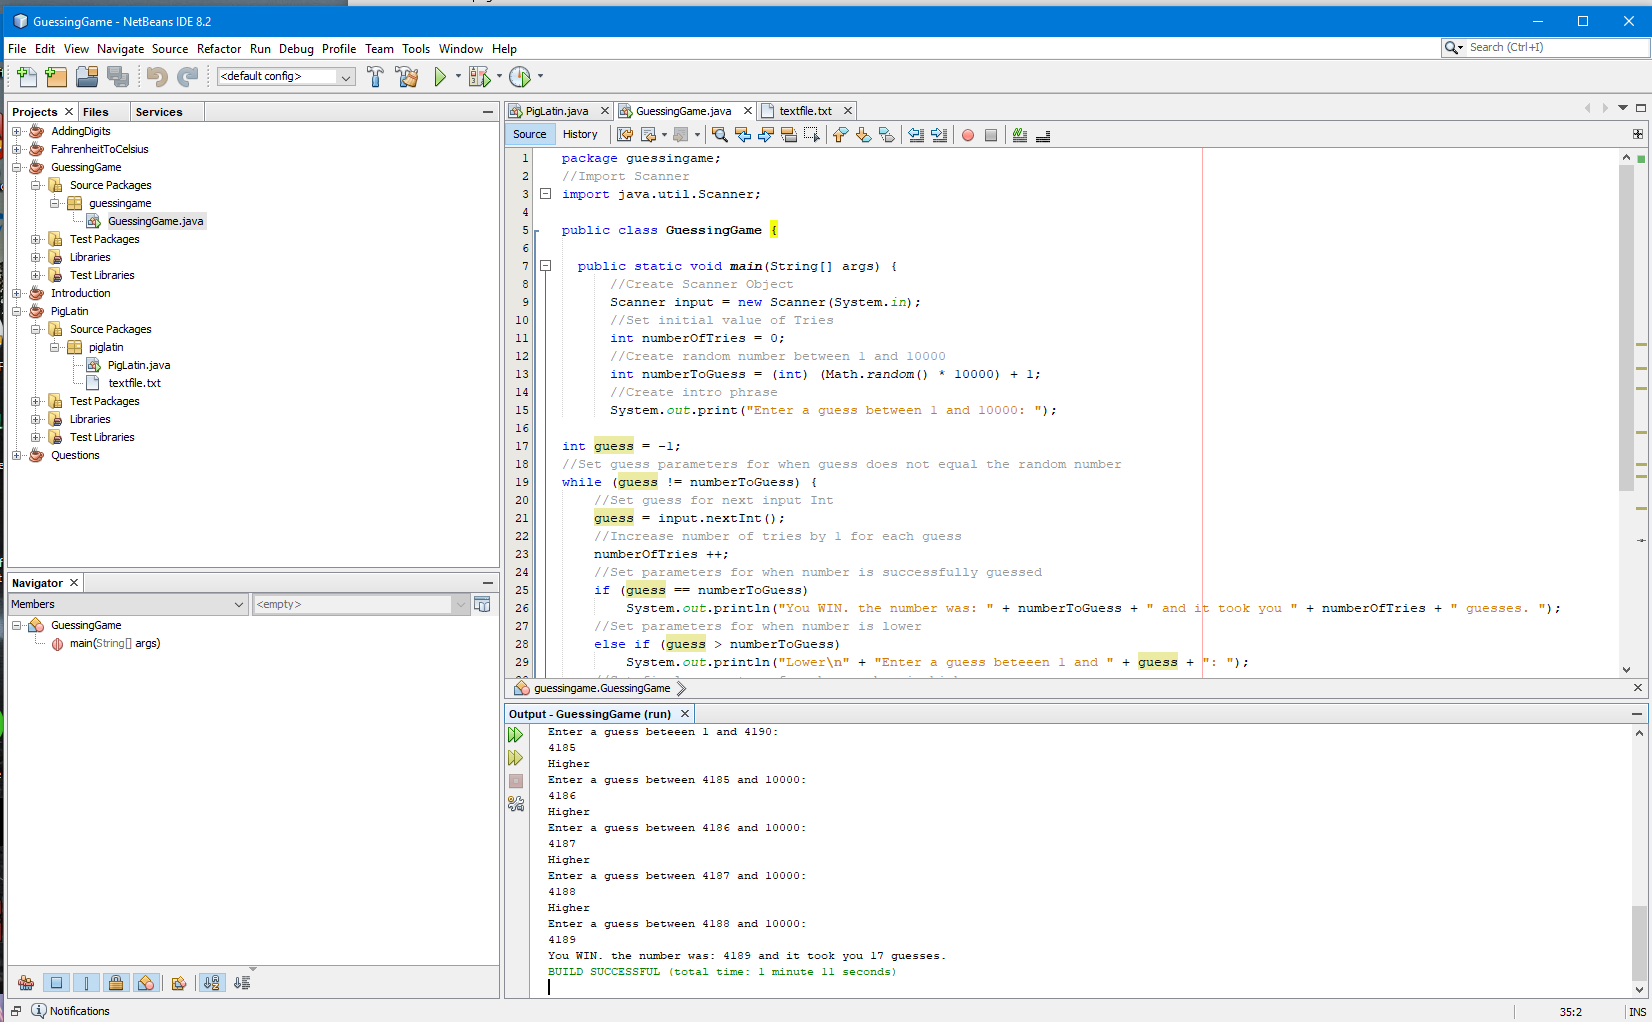 GuessingGame - NetBeans IDE 8.2
File Edit View Navigate Source Refactor Run Debug Profile Team Tools Window Help
Search (Ctrl+I)
<default config>
Projects Files Services
AddingDigits
FahrenheitToCelsius
GuessingGame
Source Packages
guessingame
GuessingGame.java
Test Packages
Libraries
Test Libraries
Introduction
PigLatin
Source Packages
piglatin
PigLatin.java
textfile.txt
Test Packages
Libraries
Test Libraries
Questions
Navigator
Members
<empty>
GuessingGame
main(String[] args)
PigLatin.java GuessingGame.java textfile.txt
Source History
1 package guessingame;
2 //Import Scanner
3 import java.util.Scanner;
4
5 public class GuessingGame {
6
7 public static void main(String[] args) {
8 //Create Scanner Object
9 Scanner input = new Scanner(System.in);
10 //Set initial value of Tries
11 int numberOfTries = 0;
12 //Create random number between 1 and 10000
13 int numberToGuess = (int) (Math.random() * 10000) + 1;
14 //Create intro phrase
15 System.out.print("Enter a guess between 1 and 10000: ");
16
17 int guess = -1;
18 //Set guess parameters for when guess does not equal the random number
19 while (guess != numberToGuess) {
20 //Set guess for next input Int
21 guess = input.nextInt();
22 //Increase number of tries by 1 for each guess
23 numberOfTries ++;
24 //Set parameters for when number is successfully guessed
25 if (guess == numberToGuess)
26 System.out.println("You WIN. the number was: " + numberToGuess + " and it took you " + numberOfTries + " guesses. ");
27 //Set parameters for when number is lower
28 else if (guess > numberToGuess)
29 System.out.println("Lower\n" + "Enter a guess beteeen 1 and " + guess + ": ");
guessingame.GuessingGame
Output - GuessingGame (run)
Enter a guess beteeen 1 and 4190:
4185
Higher
Enter a guess between 4185 and 10000:
4186
Higher
Enter a guess between 4186 and 10000:
4187
Higher
Enter a guess between 4187 and 10000:
4188
Higher
Enter a guess between 4188 and 10000:
4189
You WIN. the number was: 4189 and it took you 17 guesses.
BUILD SUCCESSFUL (total time: 1 minute 11 seconds)
Notifications
35:2 INS